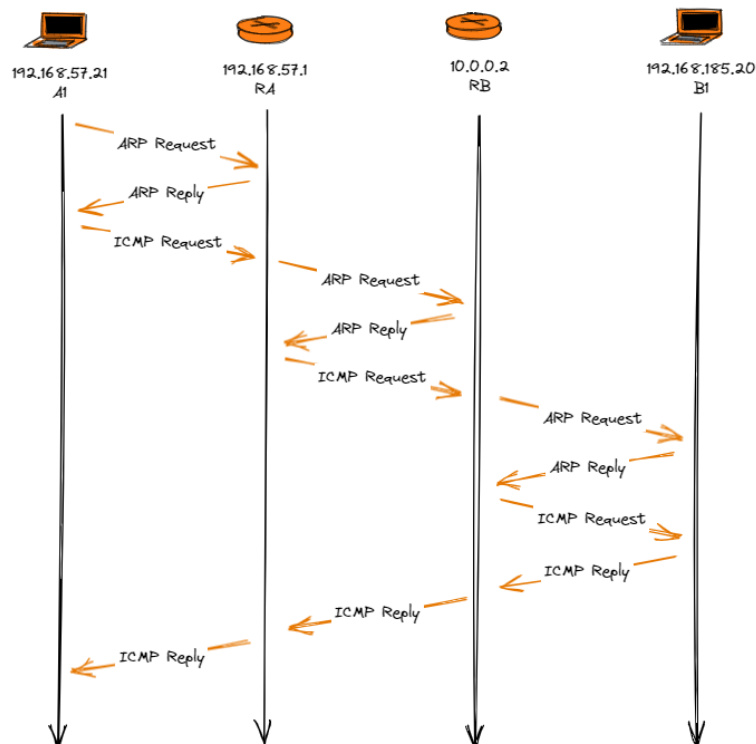 192.168.57.21
A1
192.168.57.1
RA
10.0.0.2
RB
192.168.185.20
B1
ARP Request
ARP Reply
ICMP Request
ARP Request
ARP Reply
ICMP Request
ARP Request
ARP Reply
ICMP Request
ICMP Reply
ICMP Reply
ICMP Reply